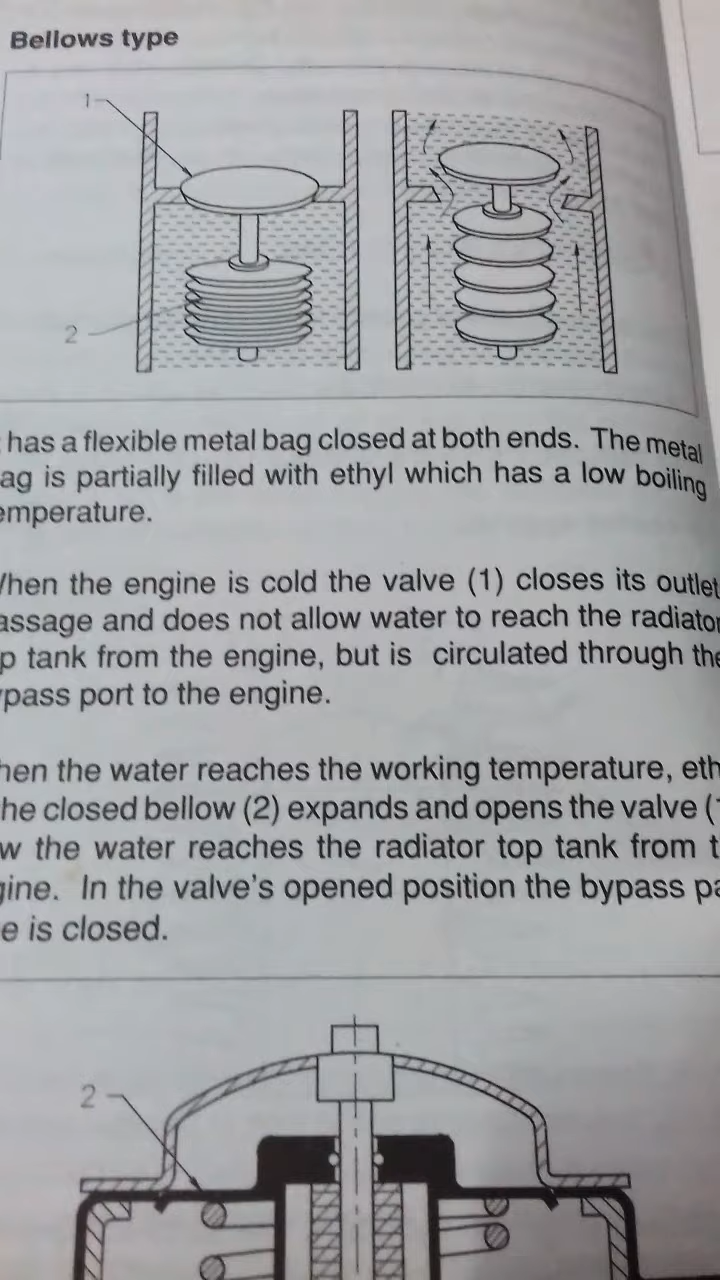 Bellows type
1
2
has a flexible metal bag closed at both ends. The metal
ag is partially filled with ethyl which has a low boiling
emperature.
hen the engine is cold the valve (1) closes its outlet
assage and does not allow water to reach the radiator
p tank from the engine, but is circulated through the
ypass port to the engine.
hen the water reaches the working temperature, eth
he closed bellow (2) expands and opens the valve (1
w the water reaches the radiator top tank from t
gine. In the valve's opened position the bypass pa
e is closed.
2